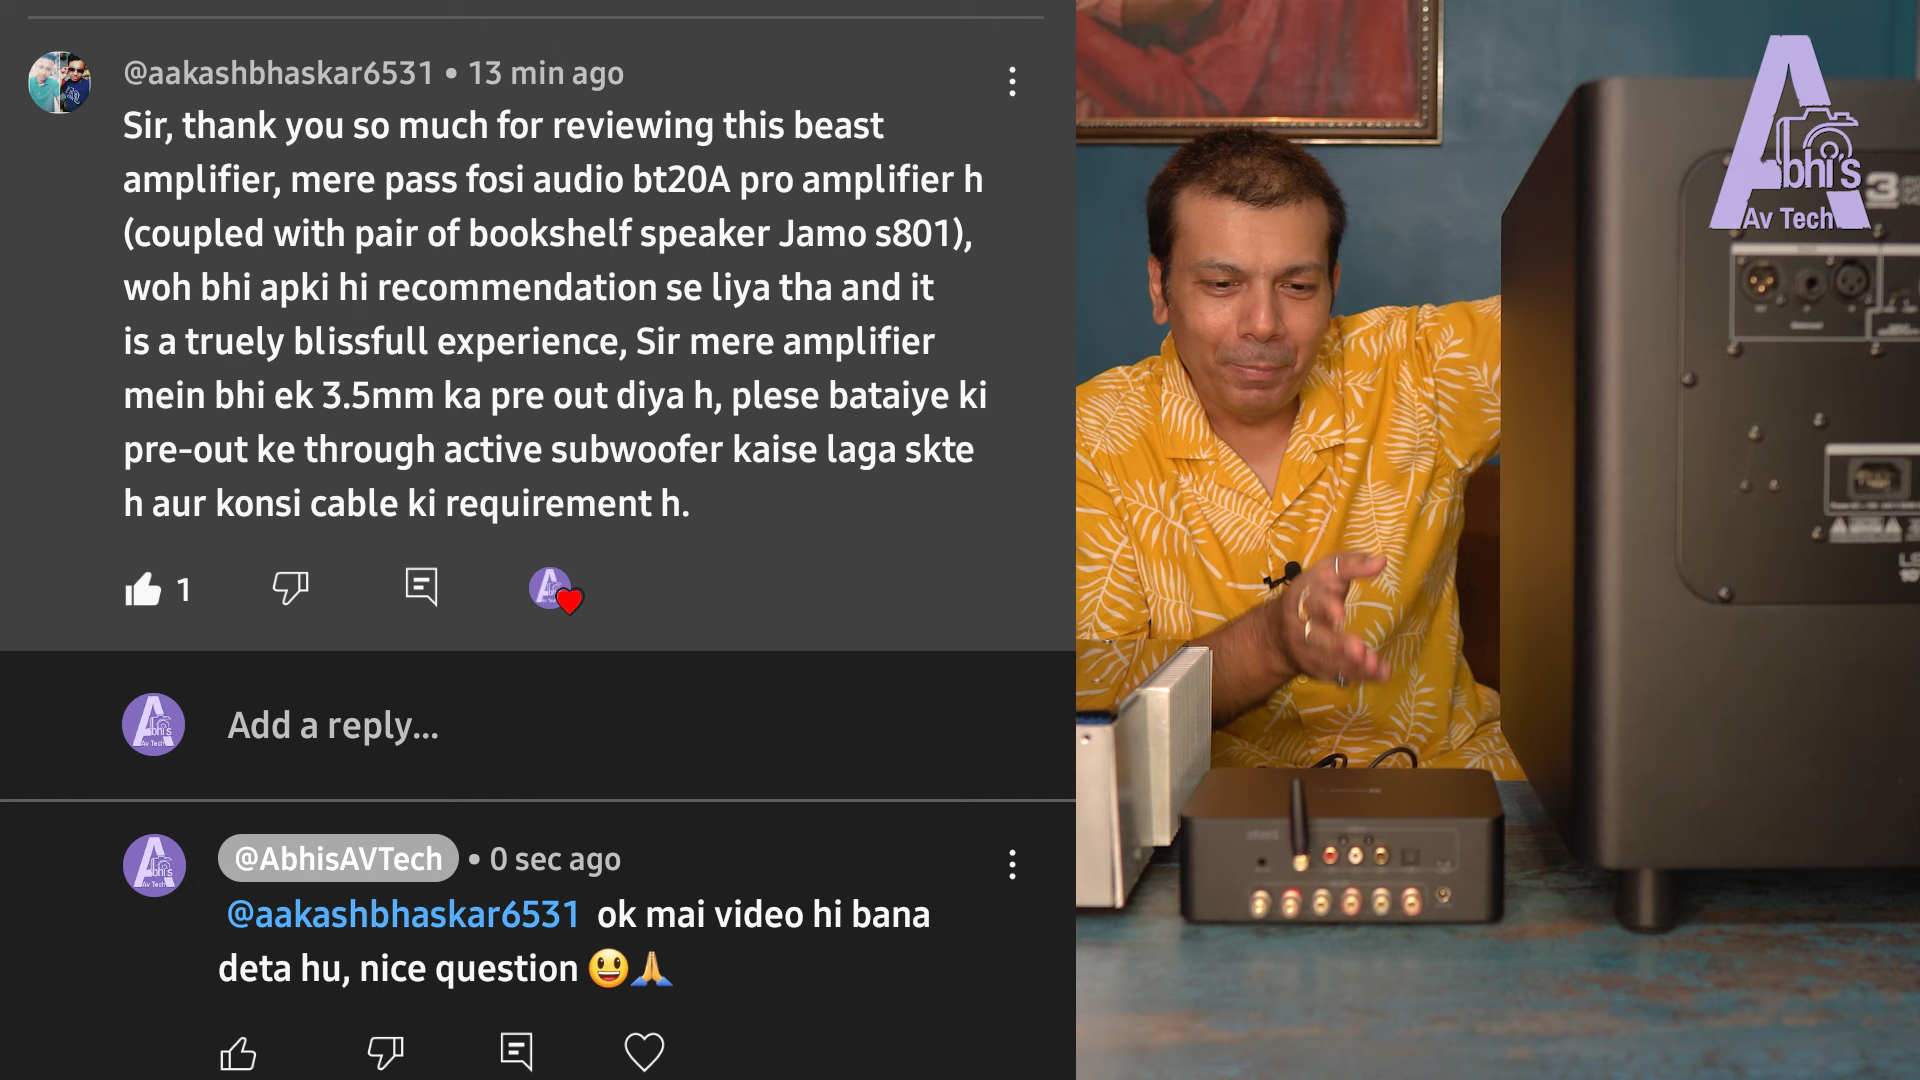 @aakashbhaskar6531 • 13 min ago
Sir, thank you so much for reviewing this beast
amplifier, mere pass fosi audio bt20A pro amplifier h
(coupled with pair of bookshelf speaker Jamo s801),
woh bhi apki hi recommendation se liya tha and it
is a truely blissfull experience, Sir mere amplifier
mein bhi ek 3.5mm ka pre out diya h, plese bataiye ki
pre-out ke through active subwoofer kaise laga skte
h aur konsi cable ki requirement h.
1
Add a reply...
@AbhisAVTech • 0 sec ago
@aakashbhaskar6531 ok mai video hi bana
deta hu, nice question 😃🙏
Abhi's
Av Tech
3